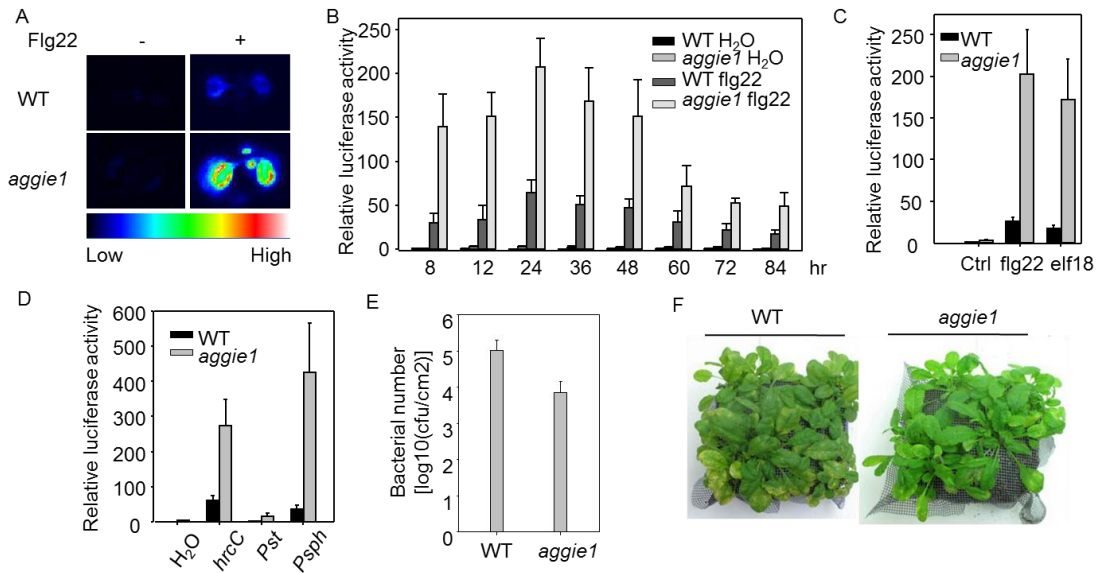 A
Flg22
-
+
WT
aggie1
Low
High
B
Relative luciferase activity
250
200
150
100
50
0
WT H2O
aggie1 H2O
WT flg22
aggie1 flg22
8 12 24 36 48 60 72 84 hr
C
Relative luciferase activity
250
200
150
100
50
0
WT
aggie1
Ctrl flg22 elf18
D
Relative luciferase activity
600
500
400
300
200
100
0
WT
aggie1
H2O hrcC Pst Psph
E
Bacterial number
[log10(cfu/cm2)]
6
5
4
3
2
1
0
WT aggie1
F
WT
aggie1